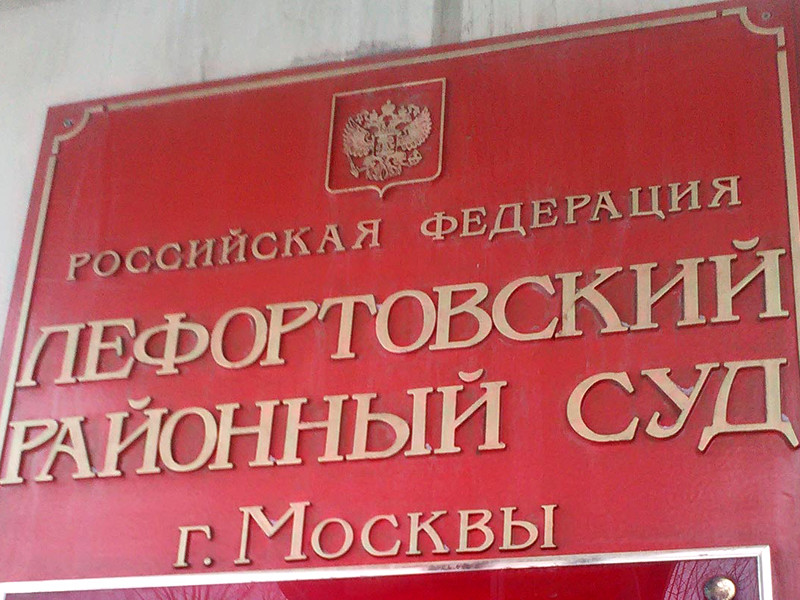 РОССИЙСКАЯ ФЕДЕРАЦИЯ
ЛЕФОРТОВСКИЙ
РАЙОННЫЙ СУД
г. МОСКВЫ